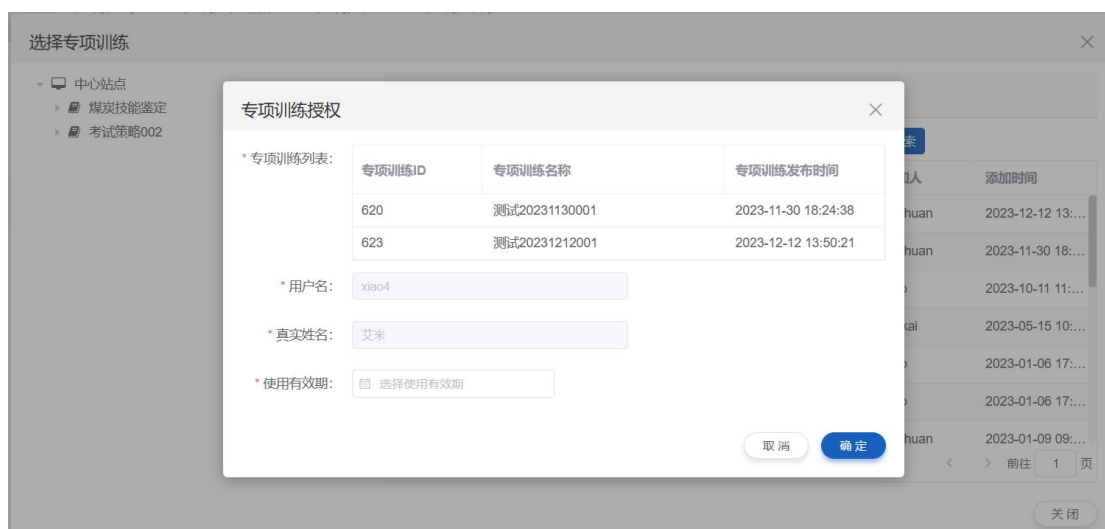 选择专项训练
中心站点
煤炭技能鉴定
考试策略002
专项训练授权
* 专项训练列表：
专项训练ID 专项训练名称 专项训练发布时间
620 测试20231130001 2023-11-30 18:24:38
623 测试20231212001 2023-12-12 13:50:21
* 用户名： xiao4
* 真实姓名： 艾米
* 使用有效期： 选择使用有效期
取消 确定
索
人 添加时间
huan 2023-12-12 13:...
huan 2023-11-30 18:...
2023-10-11 11:...
kai 2023-05-15 10:...
2023-01-06 17:...
2023-01-06 17:...
huan 2023-01-09 09:...
前往 1 页
关闭